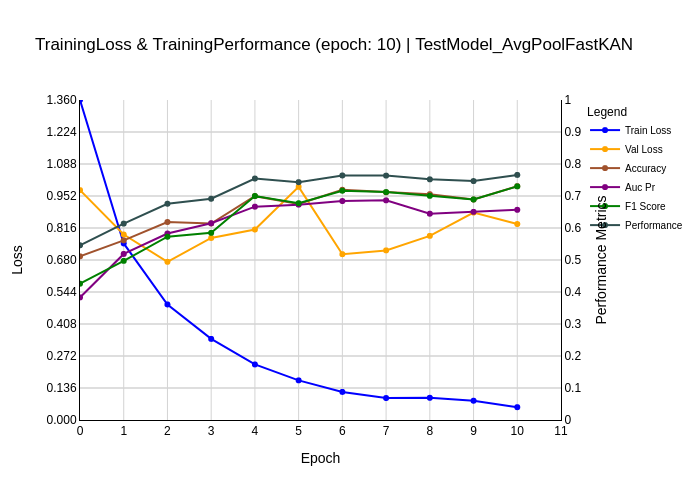 TrainingLoss & TrainingPerformance (epoch: 10) | TestModel_AvgPoolFastKAN
1.360
1.224
1.088
0.952
0.816
0.680
0.544
0.408
0.272
0.136
0.000
Loss
0 1 2 3 4 5 6 7 8 9 10 11
Epoch
1
0.9
0.8
0.7
0.6
0.5
0.4
0.3
0.2
0.1
0
Performance Metrics
Legend
Train Loss
Val Loss
Accuracy
Auc Pr
F1 Score
Performance